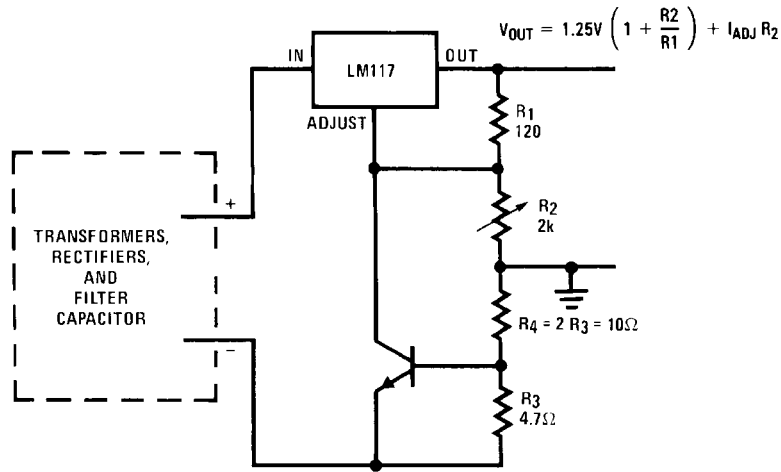 V_OUT = 1.25V (1 + R2/R1) + I_ADJ R_2
IN
LM117
OUT
ADJUST
R1
120
R2
2k
+
TRANSFORMERS,
RECTIFIERS,
AND
FILTER
CAPACITOR
−
R4 = 2 R3 = 10Ω
R3
4.7Ω